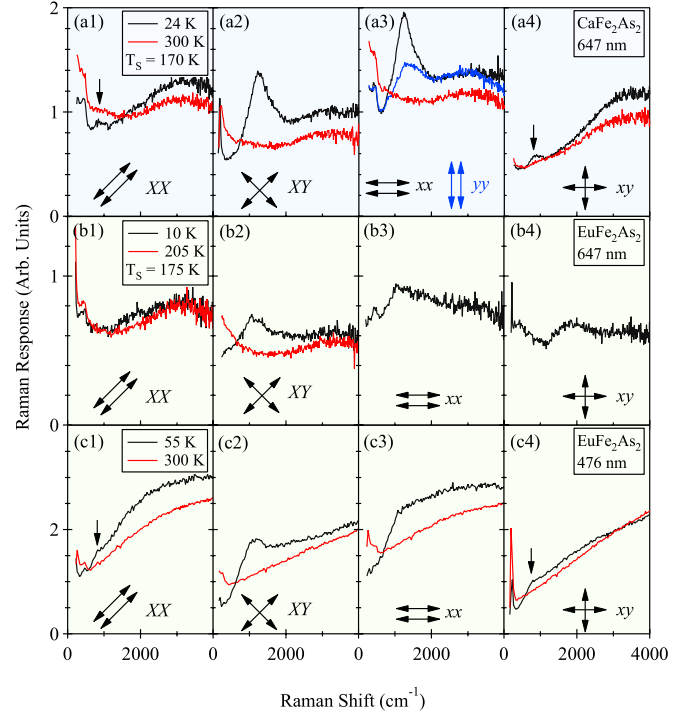 (a1)
24 K
300 K
T_S = 170 K
XX
(a2)
XY
(a3)
xx
yy
(a4)
CaFe₂As₂
647 nm
xy
2
1
0
(b1)
10 K
205 K
T_S = 175 K
XX
(b2)
XY
(b3)
xx
(b4)
EuFe₂As₂
647 nm
xy
1
0
Raman Response (Arb. Units)
(c1)
55 K
300 K
XX
(c2)
XY
(c3)
xx
(c4)
EuFe₂As₂
476 nm
xy
2
0
0 2000 0 2000 0 2000 0 2000 4000
Raman Shift (cm⁻¹)